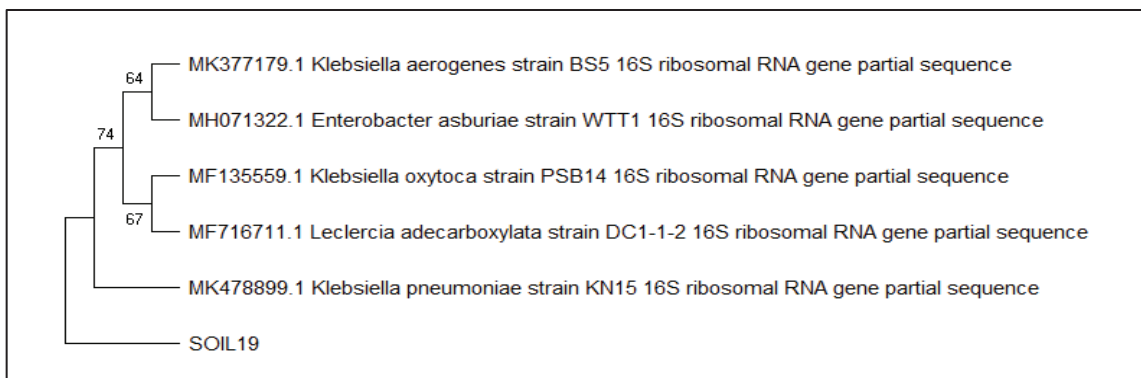 64
MK377179.1 Klebsiella aerogenes strain BS5 16S ribosomal RNA gene partial sequence
MH071322.1 Enterobacter asburiae strain WTT1 16S ribosomal RNA gene partial sequence
74
MF135559.1 Klebsiella oxytoca strain PSB14 16S ribosomal RNA gene partial sequence
67
MF716711.1 Leclercia adecarboxylata strain DC1-1-2 16S ribosomal RNA gene partial sequence
MK478899.1 Klebsiella pneumoniae strain KN15 16S ribosomal RNA gene partial sequence
SOIL19